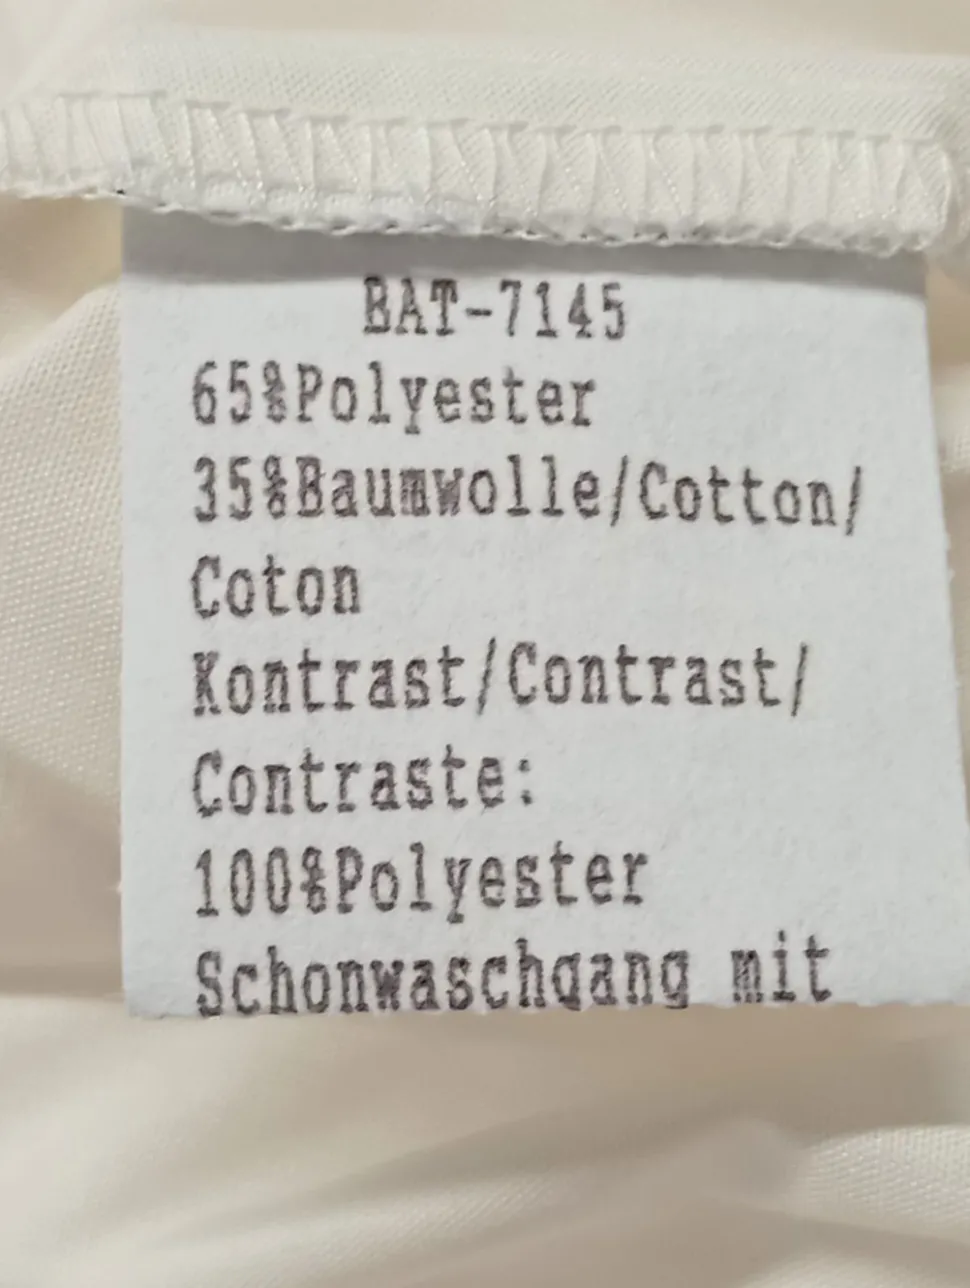 BAT-7145
65%Polyester
35%Baumwolle/Cotton/
Coton
Kontrast/Contrast/
Contraste:
100%Polyester
Schonwaschgang mit